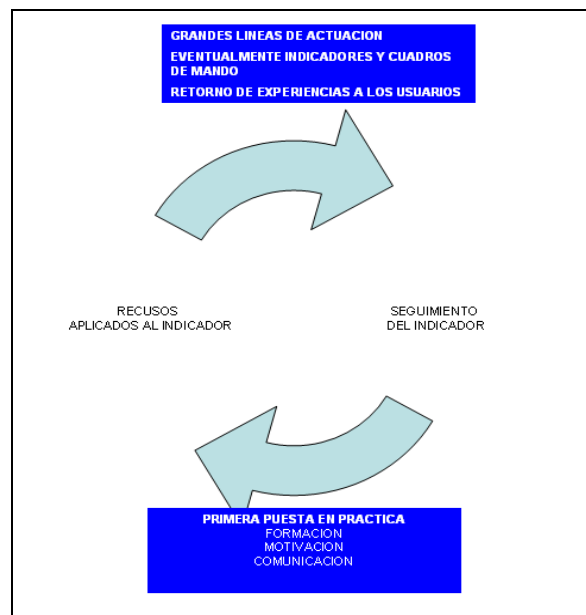 GRANDES LINEAS DE ACTUACION
EVENTUALMENTE INDICADORES Y CUADROS
DE MANDO
RETORNO DE EXPERIENCIAS A LOS USUARIOS
RECUSOS
APLICADOS AL INDICADOR
SEGUIMIENTO
DEL INDICADOR
PRIMERA PUESTA EN PRACTICA
FORMACION
MOTIVACION
COMUNICACION